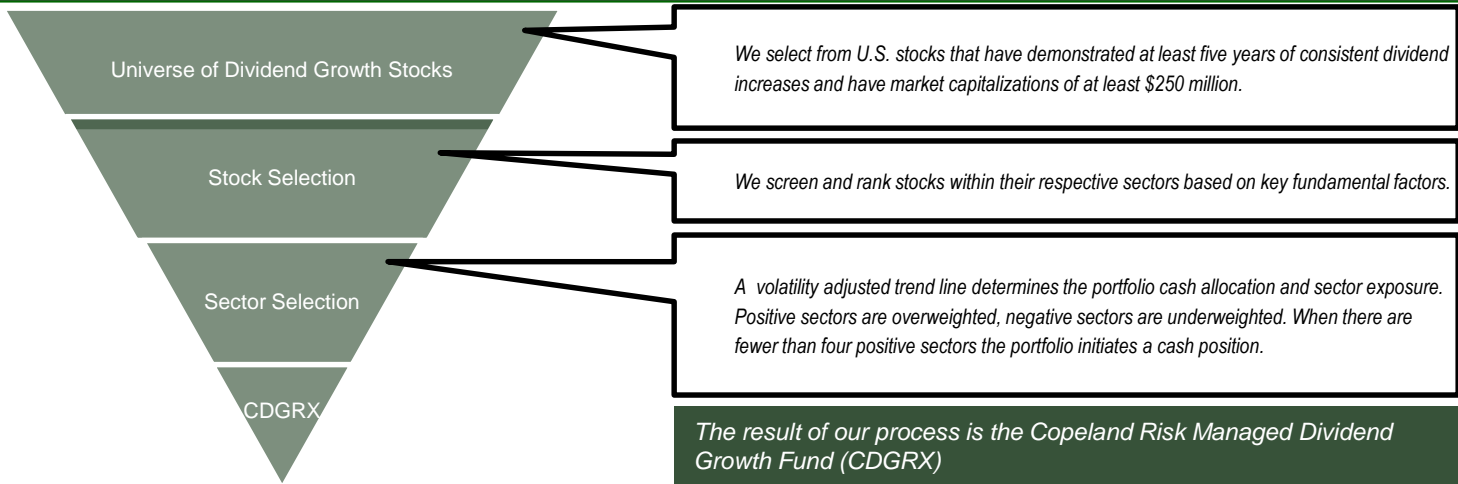 Universe of Dividend Growth Stocks
We select from U.S. stocks that have demonstrated at least five years of consistent dividend
increases and have market capitalizations of at least $250 million.
Stock Selection
We screen and rank stocks within their respective sectors based on key fundamental factors.
Sector Selection
A volatility adjusted trend line determines the portfolio cash allocation and sector exposure.
Positive sectors are overweighted, negative sectors are underweighted. When there are
fewer than four positive sectors the portfolio initiates a cash position.
CDGRX
The result of our process is the Copeland Risk Managed Dividend
Growth Fund (CDGRX)